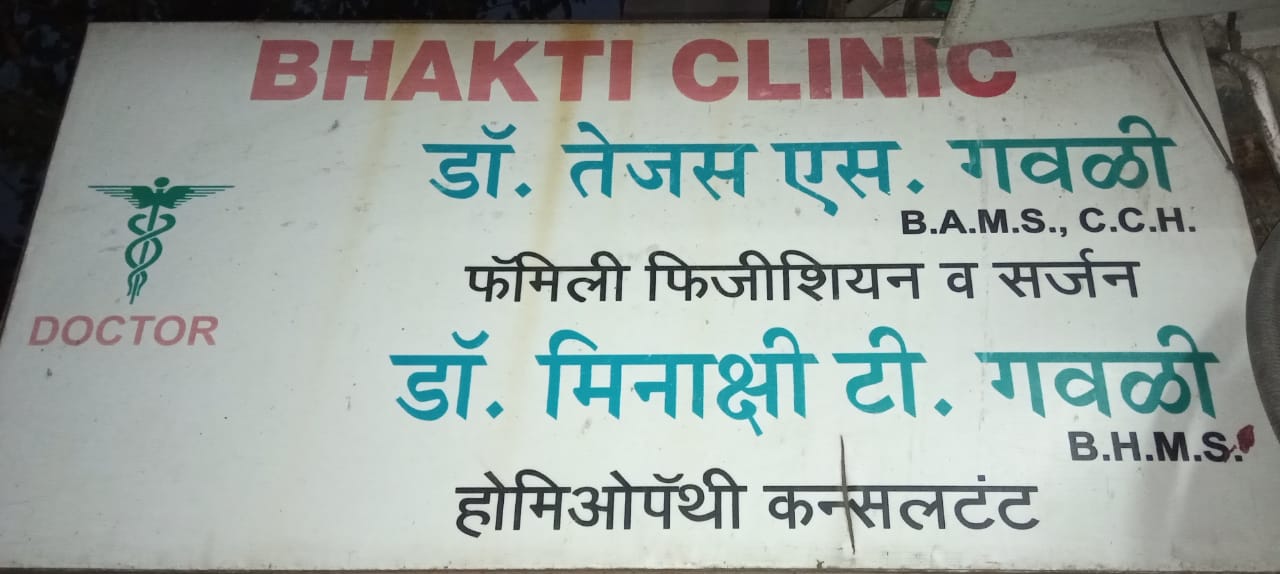 BHAKTI CLINIC
डॉ. तेजस एस. गवळी
B.A.M.S., C.C.H.
फॅमिली फिजीशियन व सर्जन
डॉ. मिनाक्षी टी. गवळी
B.H.M.S.
होमिओपॅथी कन्सलटंट
DOCTOR